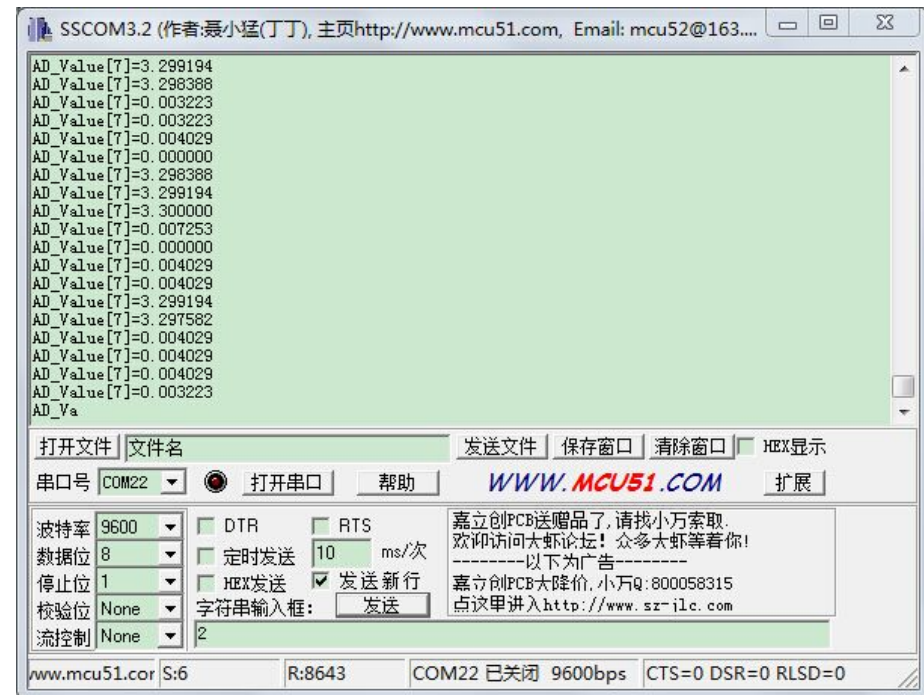 SSCOM3.2 (作者:聂小猛(丁丁), 主页http://www.mcu51.com, Email: mcu52@163....
AD_Value[7]=3.299194
AD_Value[7]=3.298388
AD_Value[7]=0.003223
AD_Value[7]=0.003223
AD_Value[7]=0.004029
AD_Value[7]=0.000000
AD_Value[7]=3.298388
AD_Value[7]=3.299194
AD_Value[7]=3.300000
AD_Value[7]=0.007253
AD_Value[7]=0.000000
AD_Value[7]=0.004029
AD_Value[7]=0.004029
AD_Value[7]=3.299194
AD_Value[7]=3.297582
AD_Value[7]=0.004029
AD_Value[7]=0.004029
AD_Value[7]=0.004029
AD_Value[7]=0.003223
AD_Va
打开文件 文件名 发送文件 保存窗口 清除窗口 HEX显示
串口号 COM22 打开串口 帮助 WWW.MCU51.COM 扩展
波特率 9600 DTR RTS
数据位 8 定时发送 10 ms/次
停止位 1 HEX发送 发送新行
校验位 None 字符串输入框: 发送
流控制 None 2
嘉立创PCB送赠品了,请找小万索取.
欢迎访问大虾论坛! 众多大虾等着你!
--------以下为广告--------
嘉立创PCB大降价,小万Q:800058315
点这里进入http://www.sz-jlc.com
www.mcu51.cor S:6 R:8643 COM22 已关闭 9600bps CTS=0 DSR=0 RLSD=0